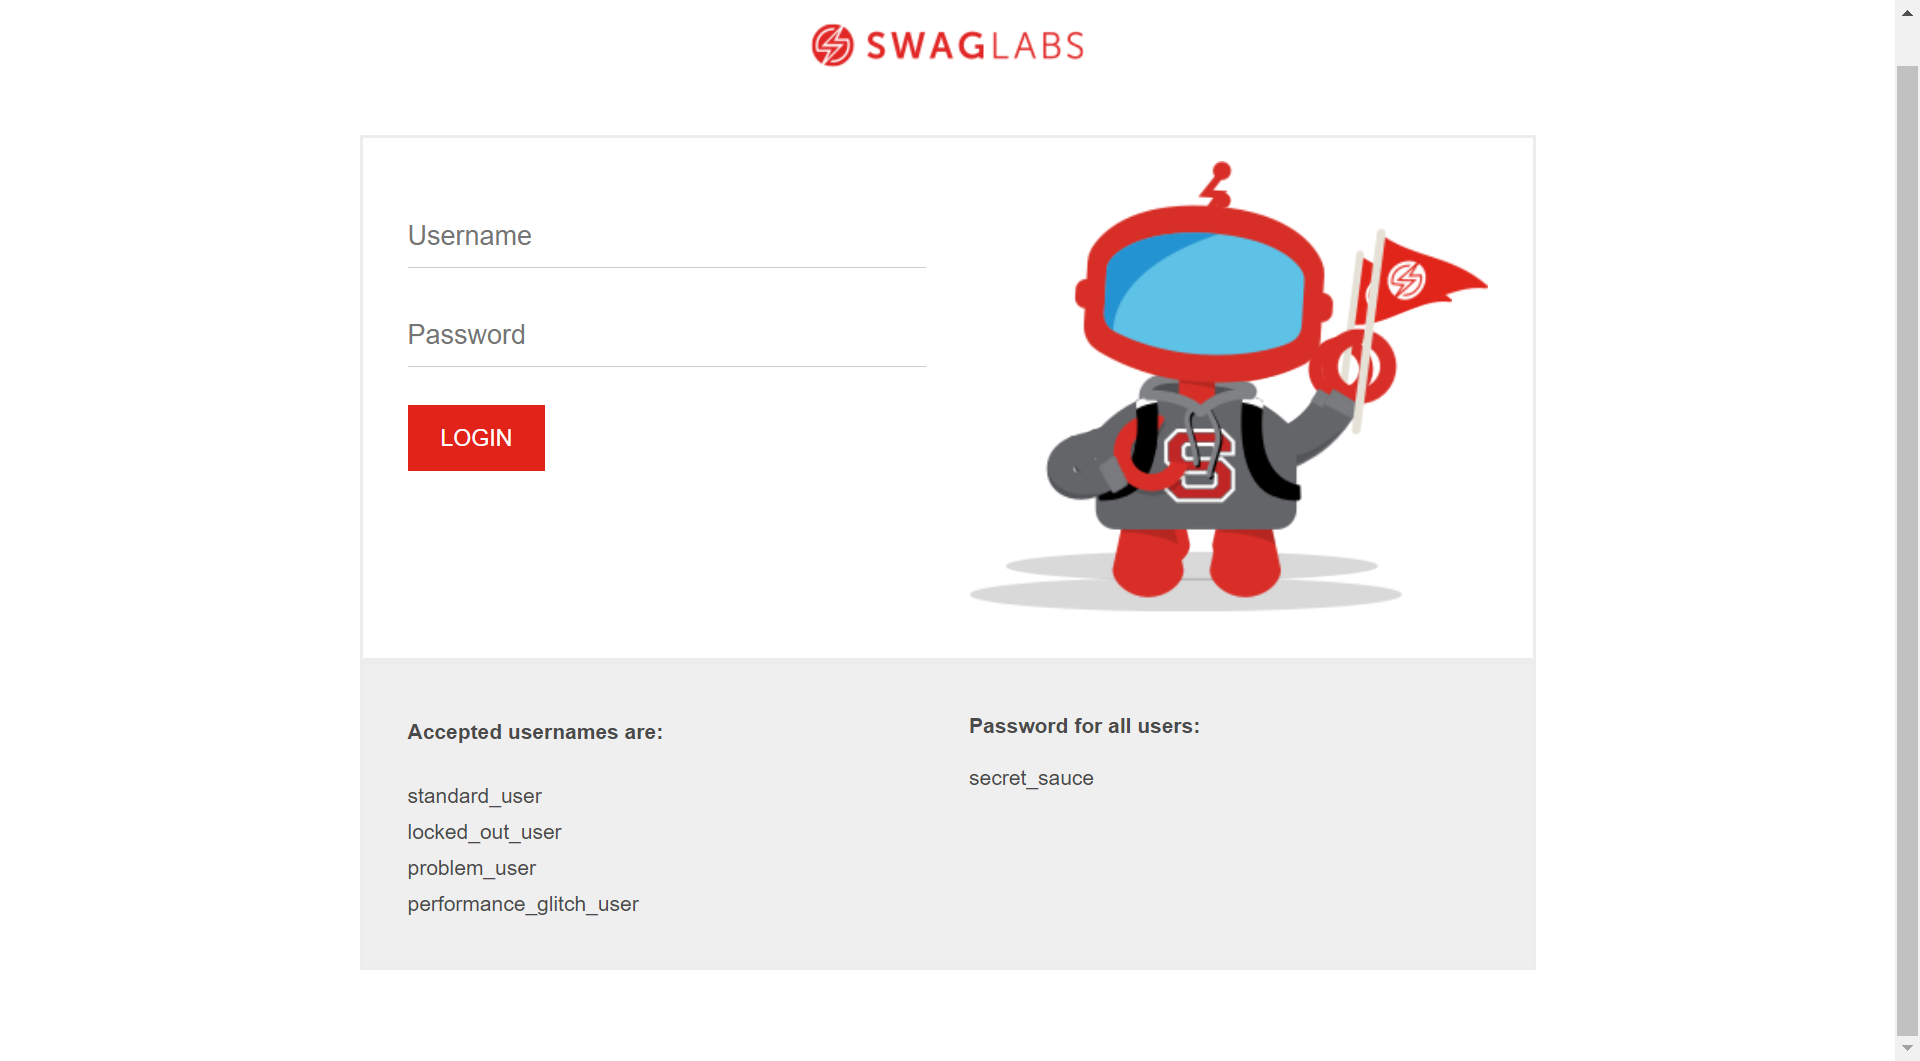 SWAGLABS
Username
Password
LOGIN
S
Accepted usernames are:
standard_user
locked_out_user
problem_user
performance_glitch_user
Password for all users:
secret_sauce